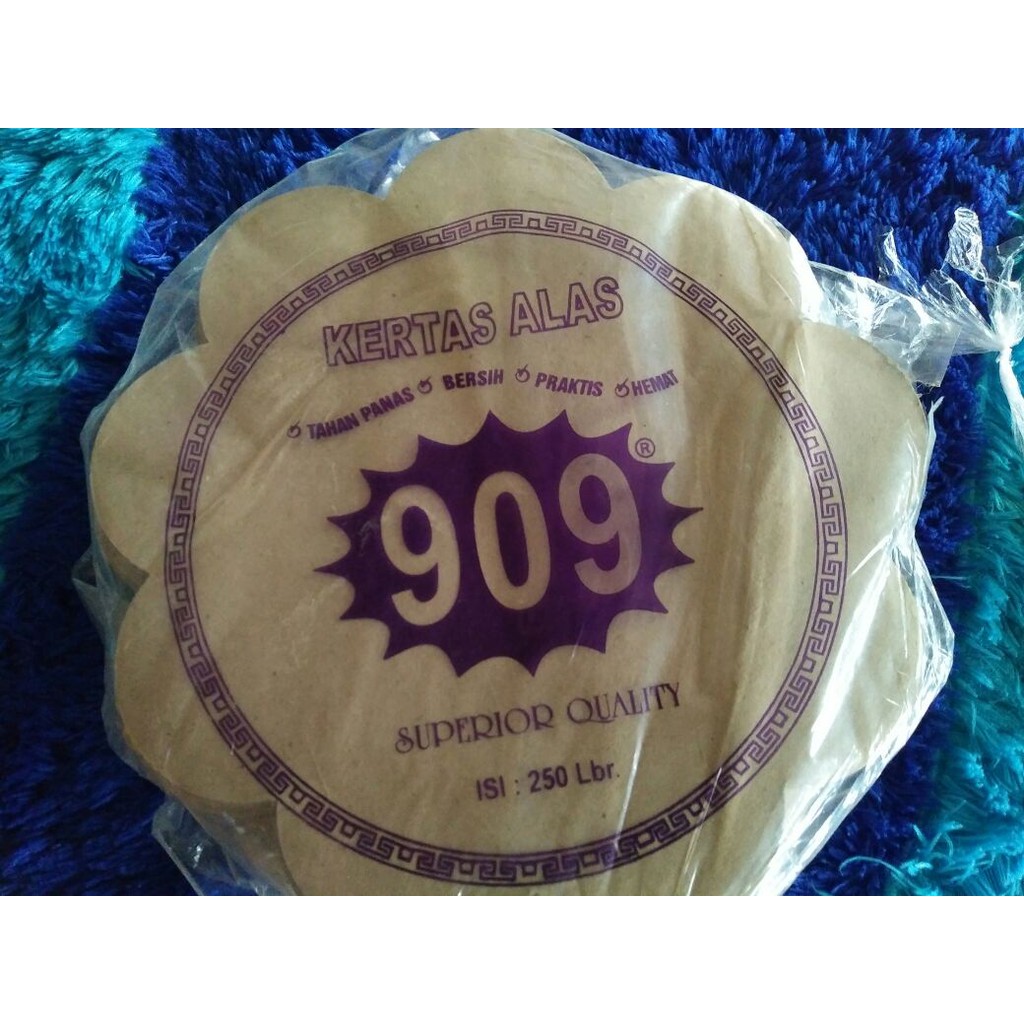 KERTAS ALAS
TAHAN PANAS BERSIH PRAKTIS HEMAT
909®
SUPERIOR QUALITY
ISI : 250 Lbr.